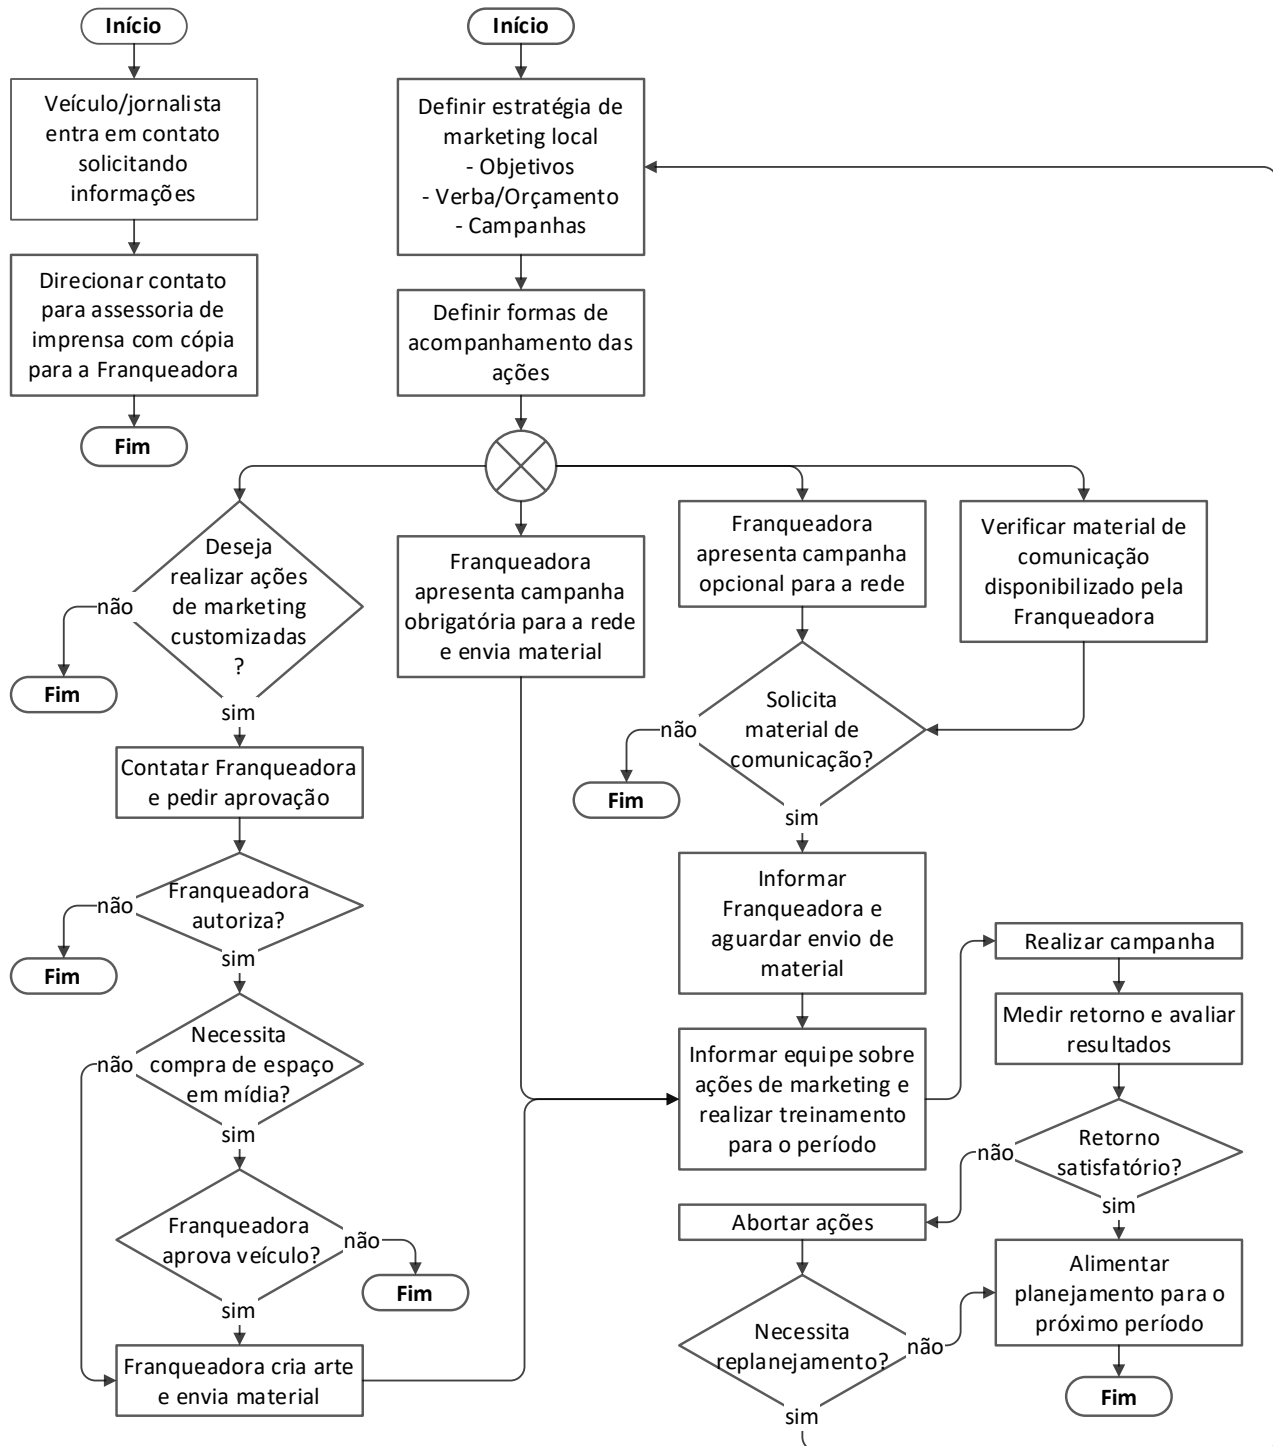 Início
Veículo/jornalista
entra em contato
solicitando
informações
Direcionar contato
para assessoria de
imprensa com cópia
para a Franqueadora
Fim
Início
Definir estratégia de
marketing local
- Objetivos
- Verba/Orçamento
- Campanhas
Definir formas de
acompanhamento das
ações
Deseja
realizar ações
de marketing
customizadas
?
não
Fim
sim
Contatar Franqueadora
e pedir aprovação
Franqueadora
autoriza?
não
Fim
sim
Necessita
compra de espaço
em mídia?
não
sim
Franqueadora
aprova veículo?
não
Fim
sim
Franqueadora cria arte
e envia material
Franqueadora
apresenta campanha
obrigatória para a rede
e envia material
Franqueadora
apresenta campanha
opcional para a rede
Verificar material de
comunicação
disponibilizado pela
Franqueadora
Solicita
material de
comunicação?
não
Fim
sim
Informar
Franqueadora e
aguardar envio de
material
Informar equipe sobre
ações de marketing e
realizar treinamento
para o período
Realizar campanha
Medir retorno e avaliar
resultados
Retorno
satisfatório?
não
sim
Abortar ações
Necessita
replanejamento?
não
sim
Alimentar
planejamento para o
próximo período
Fim